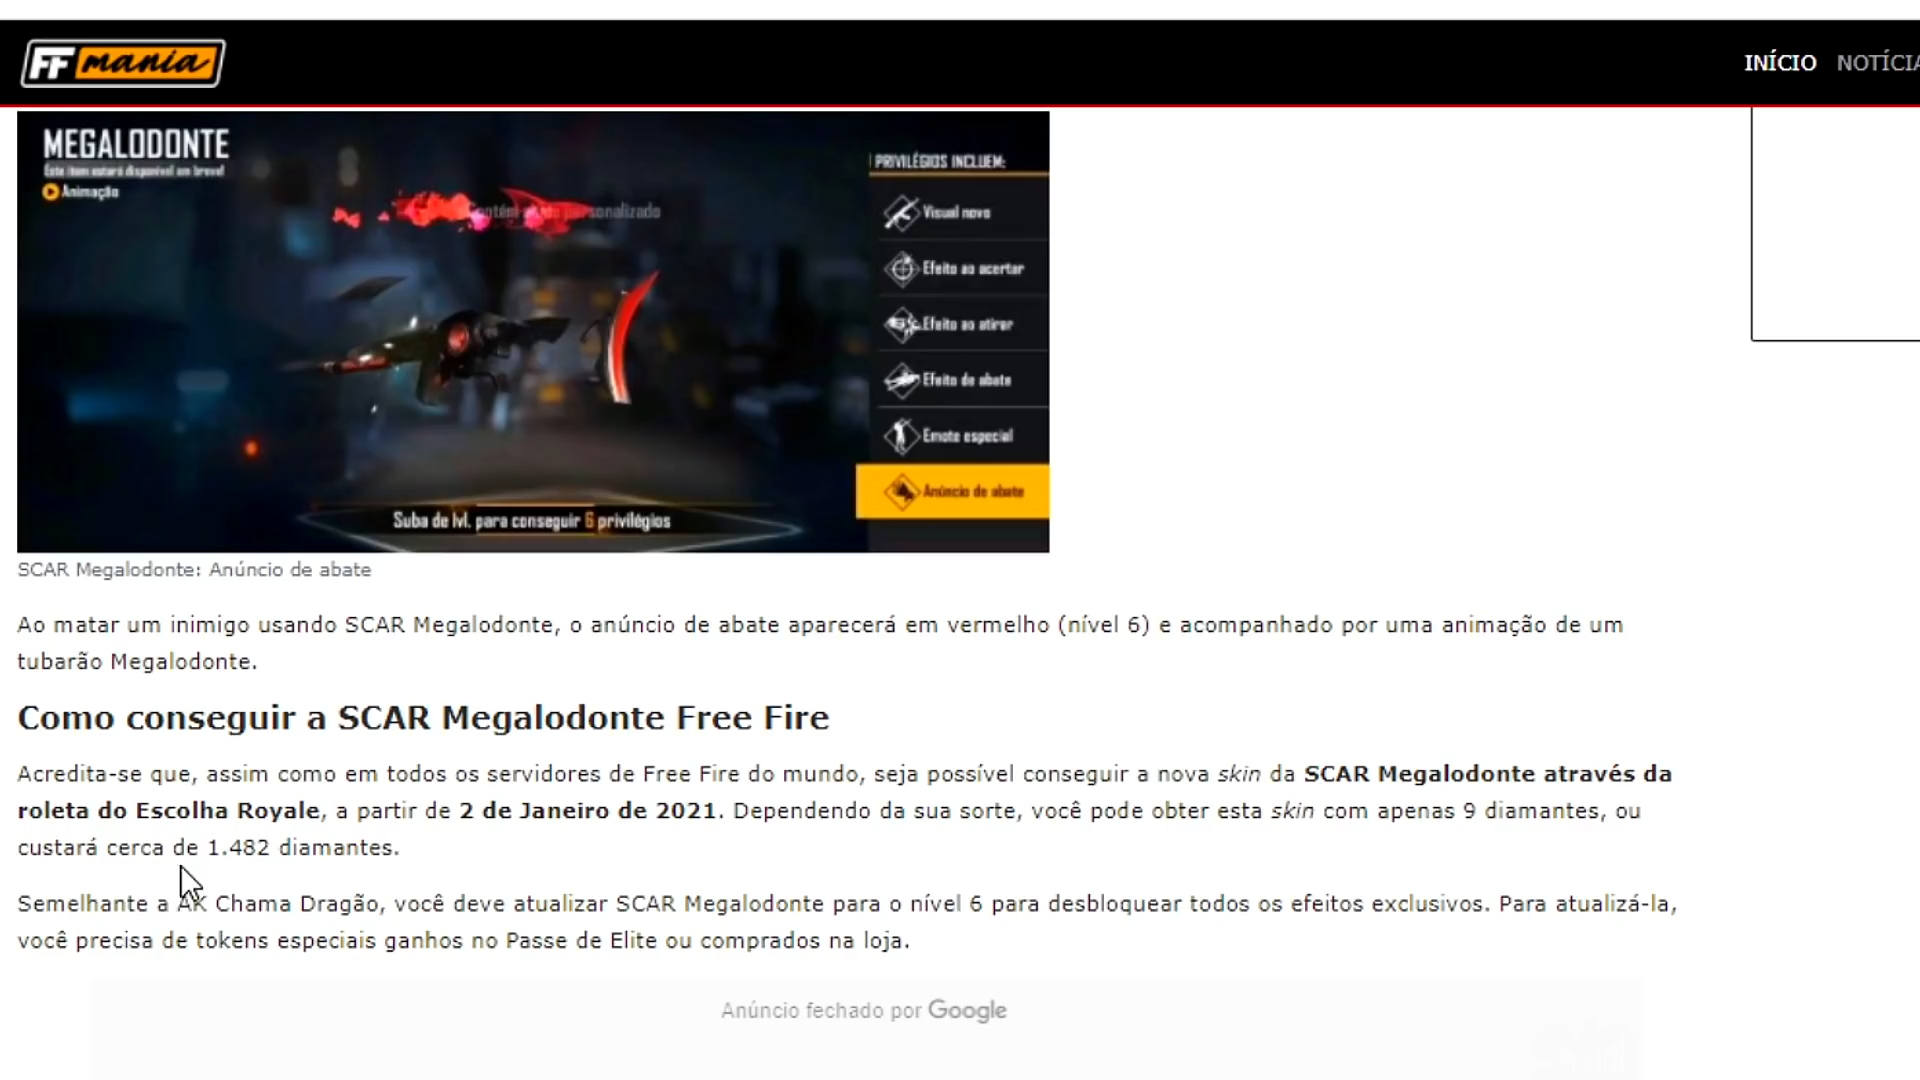 FF mania
INÍCIO NOTÍCIA
MEGALODONTE
Este item estará disponível em breve!
Animação
PRIVILÉGIOS INCLUEM:
Visual novo
Efeito ao acertar
Efeito ao atirar
Efeito de abate
Emote especial
Anúncio de abate
Suba de lvl. para conseguir 6 privilégios
SCAR Megalodonte: Anúncio de abate
Ao matar um inimigo usando SCAR Megalodonte, o anúncio de abate aparecerá em vermelho (nível 6) e acompanhado por uma animação de um
tubarão Megalodonte.
Como conseguir a SCAR Megalodonte Free Fire
Acredita-se que, assim como em todos os servidores de Free Fire do mundo, seja possível conseguir a nova skin da SCAR Megalodonte através da
roleta do Escolha Royale, a partir de 2 de Janeiro de 2021. Dependendo da sua sorte, você pode obter esta skin com apenas 9 diamantes, ou
custará cerca de 1.482 diamantes.
Semelhante a AK Chama Dragão, você deve atualizar SCAR Megalodonte para o nível 6 para desbloquear todos os efeitos exclusivos. Para atualizá-la,
você precisa de tokens especiais ganhos no Passe de Elite ou comprados na loja.
Anúncio fechado por Google